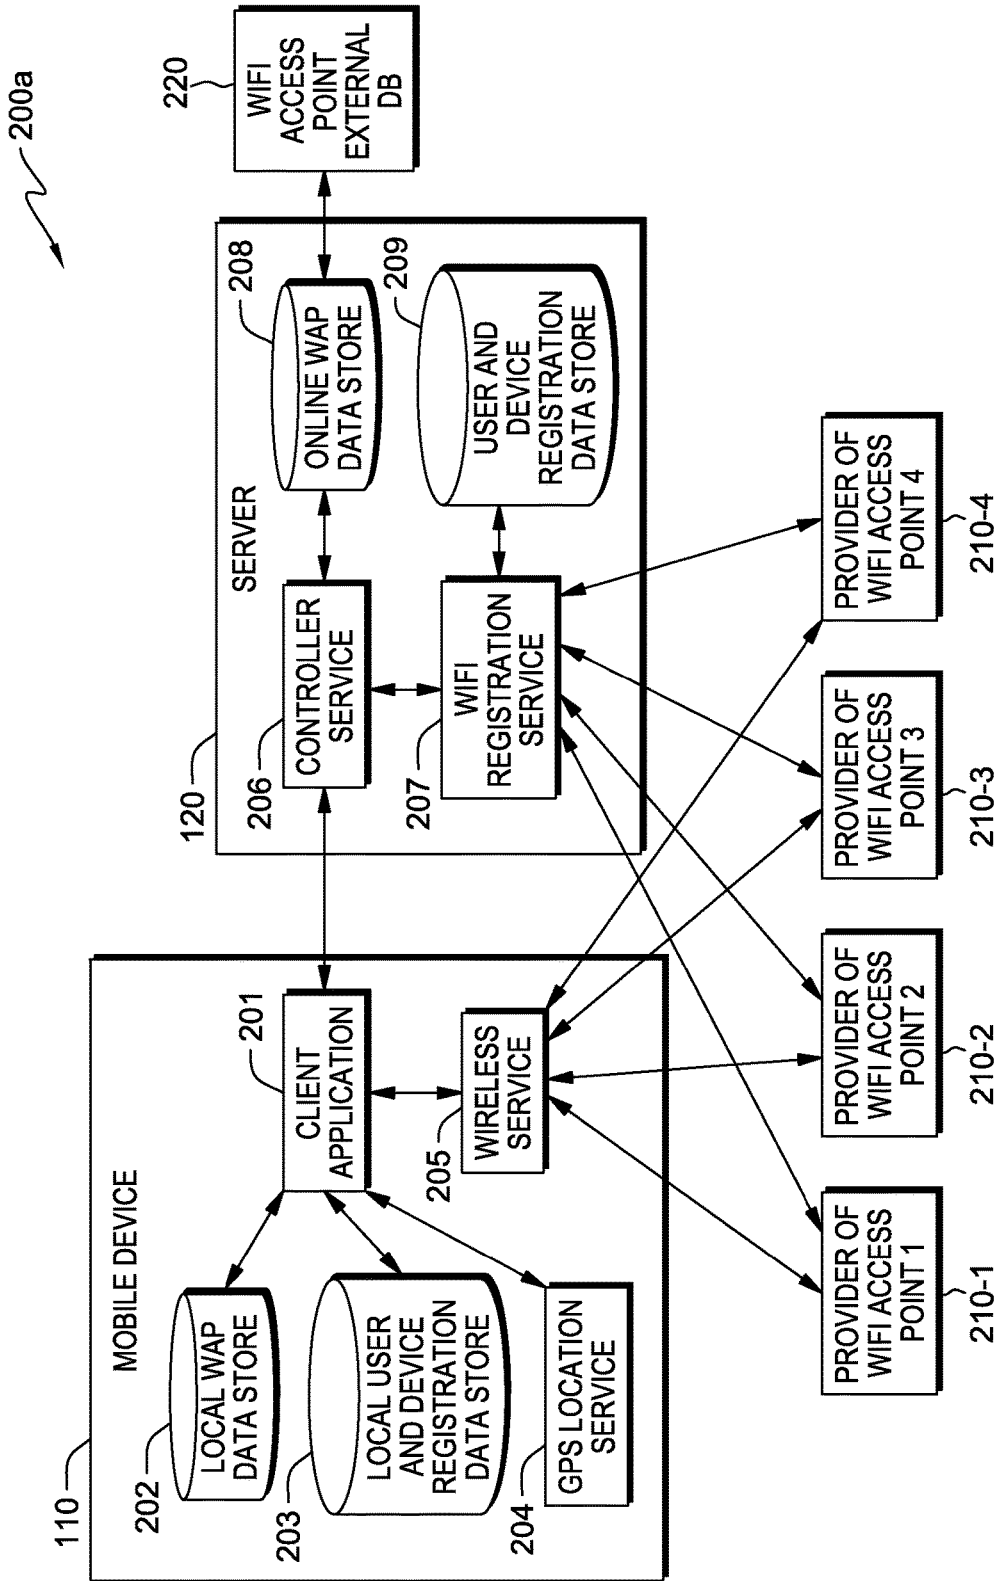 200a
110
MOBILE DEVICE
202
LOCAL WAP
DATA STORE
203
LOCAL USER
AND DEVICE
REGISTRATION
DATA STORE
204
GPS LOCATION
SERVICE
201
CLIENT
APPLICATION
205
WIRELESS
SERVICE
120
SERVER
206
CONTROLLER
SERVICE
207
WIFI
REGISTRATION
SERVICE
208
ONLINE WAP
DATA STORE
209
USER AND
DEVICE
REGISTRATION
DATA STORE
220
WIFI
ACCESS
POINT
EXTERNAL
DB
PROVIDER OF
WIFI ACCESS
POINT 1
210-1
PROVIDER OF
WIFI ACCESS
POINT 2
210-2
PROVIDER OF
WIFI ACCESS
POINT 3
210-3
PROVIDER OF
WIFI ACCESS
POINT 4
210-4